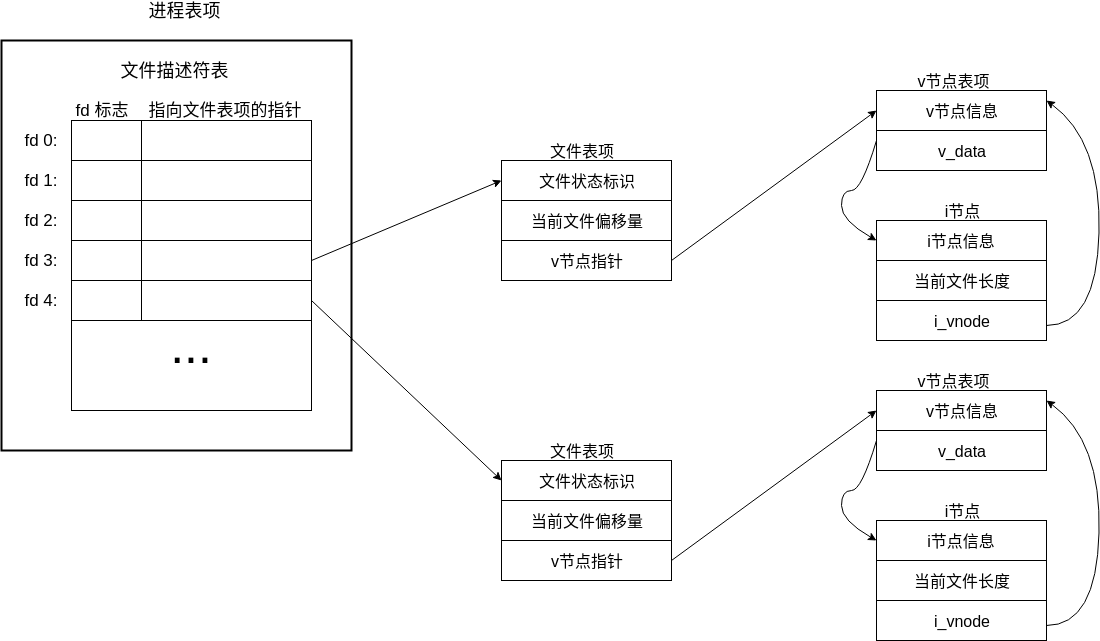 进程表项
文件描述符表
fd 标志
指向文件表项的指针
fd 0:
fd 1:
fd 2:
fd 3:
fd 4:
...
文件表项
文件状态标识
当前文件偏移量
v节点指针
v节点表项
v节点信息
v_data
i节点
i节点信息
当前文件长度
i_vnode
文件表项
文件状态标识
当前文件偏移量
v节点指针
v节点表项
v节点信息
v_data
i节点
i节点信息
当前文件长度
i_vnode